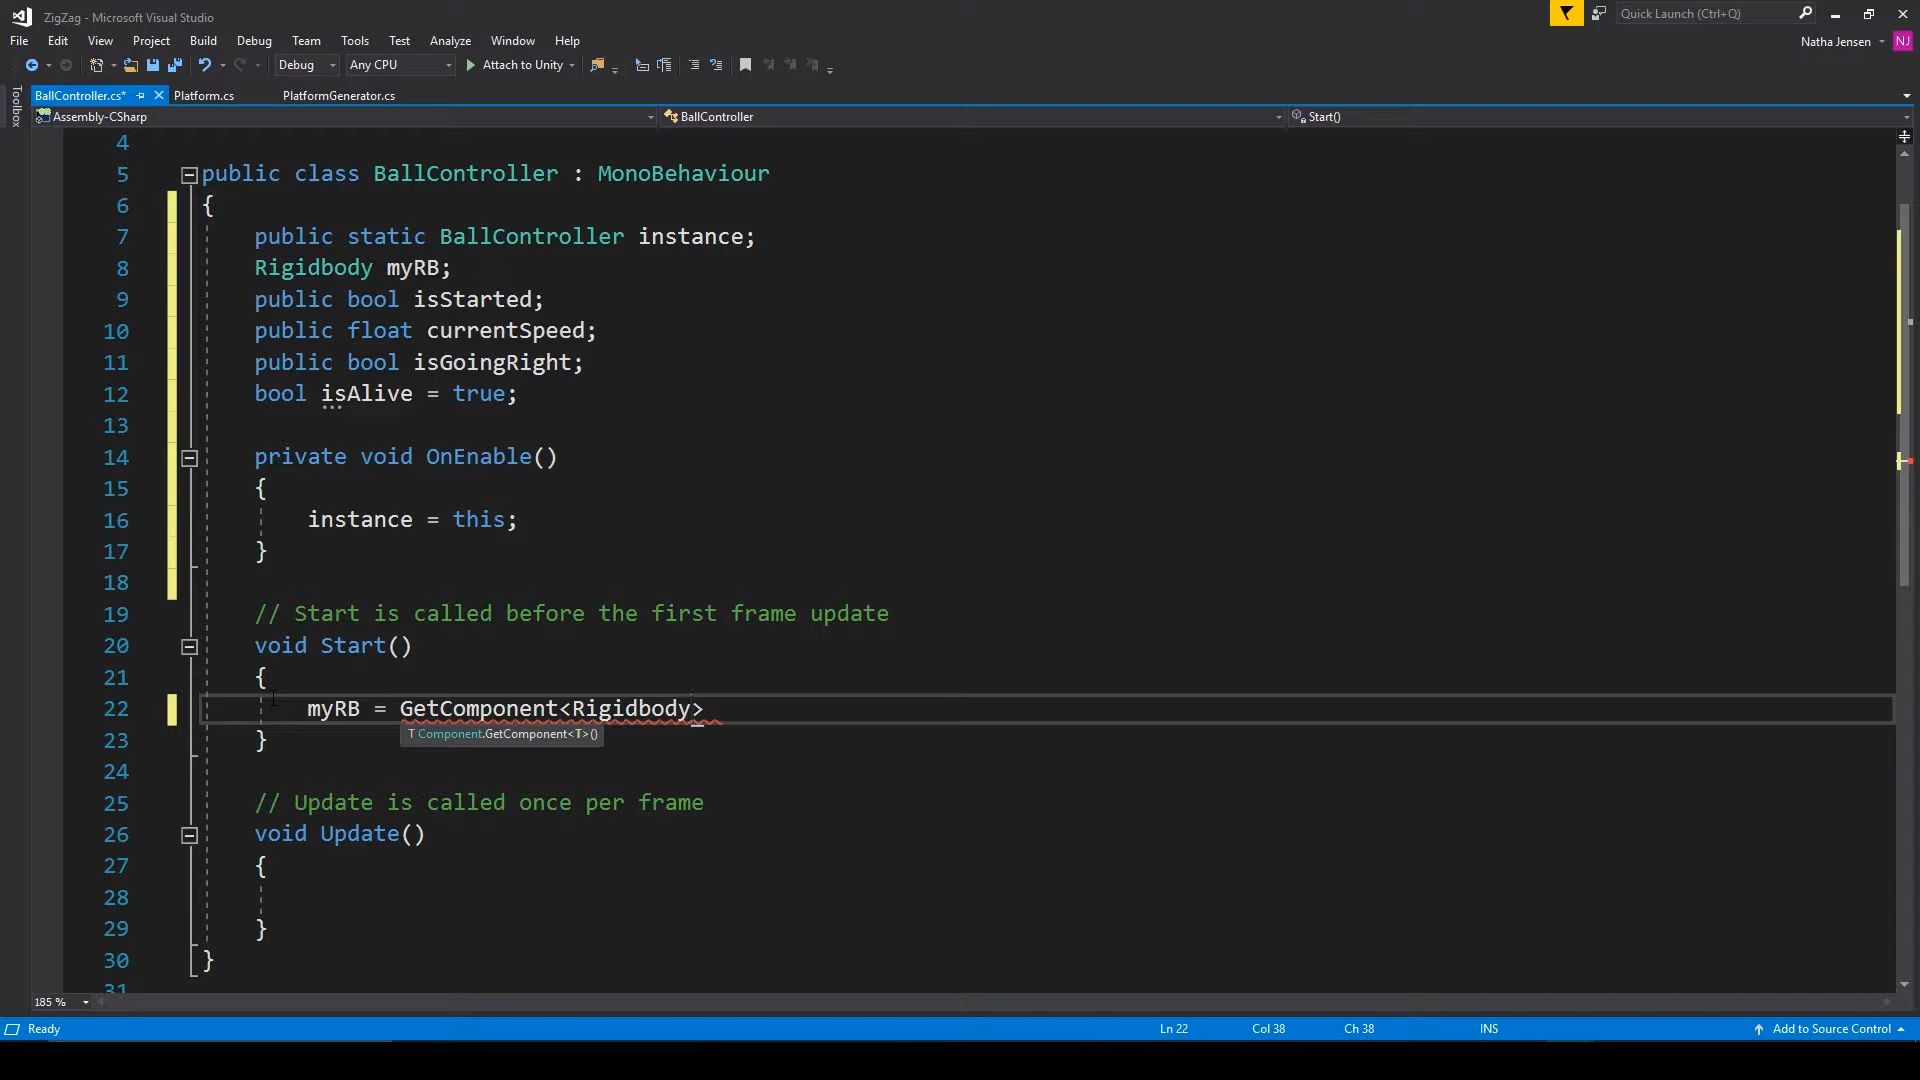 ZigZag - Microsoft Visual Studio
Quick Launch (Ctrl+Q)
File Edit View Project Build Debug Team Tools Test Analyze Window Help
Natha Jensen NJ
Debug Any CPU Attach to Unity
Toolbox
BallController.cs* Platform.cs PlatformGenerator.cs
Assembly-CSharp BallController Start()
4
5 public class BallController : MonoBehaviour
6 {
7 public static BallController instance;
8 Rigidbody myRB;
9 public bool isStarted;
10 public float currentSpeed;
11 public bool isGoingRight;
12 bool isAlive = true;
13
14 private void OnEnable()
15 {
16 instance = this;
17 }
18
19 // Start is called before the first frame update
20 void Start()
21 {
22 myRB = GetComponent<Rigidbody>
T Component.GetComponent<T>()
23 }
24
25 // Update is called once per frame
26 void Update()
27 {
28
29 }
30 }
31
185 %
Ready Ln 22 Col 38 Ch 38 INS Add to Source Control